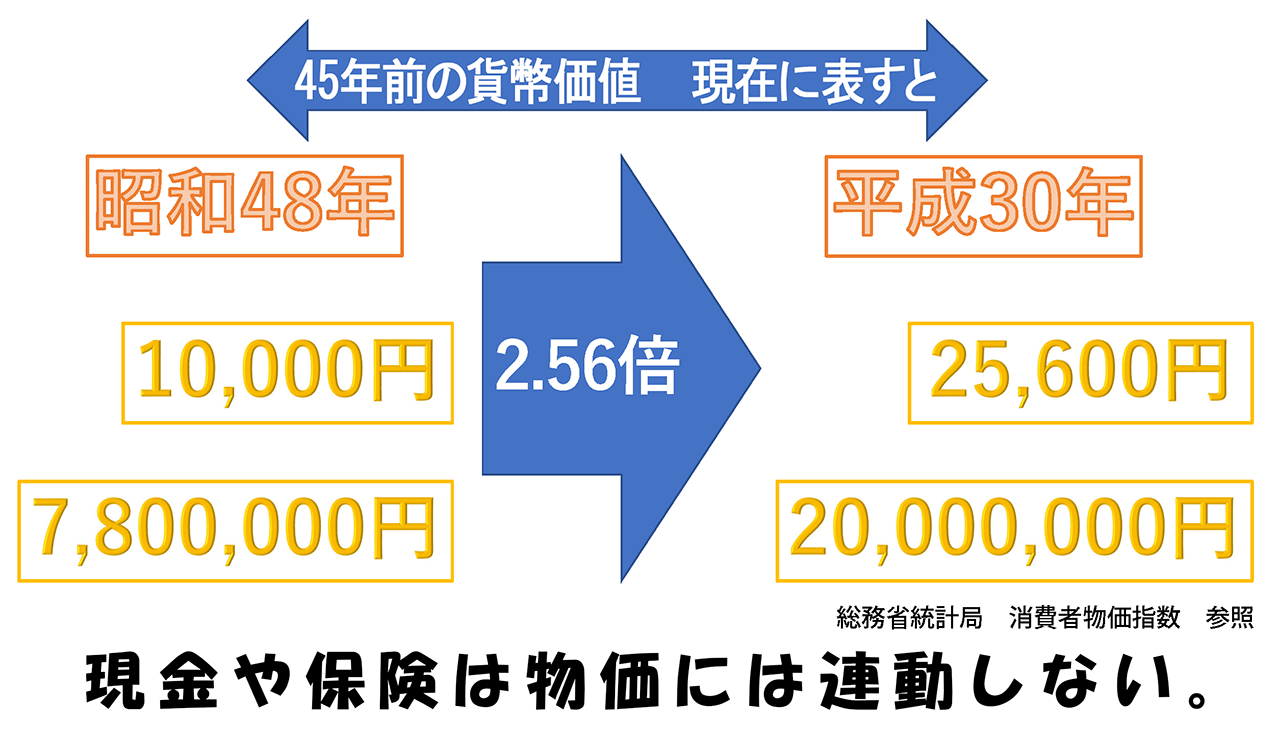 45年前の貨幣価値　現在に表すと
昭和48年
平成30年
10,000円
2.56倍
25,600円
7,800,000円
20,000,000円
総務省統計局　消費者物価指数　参照
現金や保険は物価には連動しない。